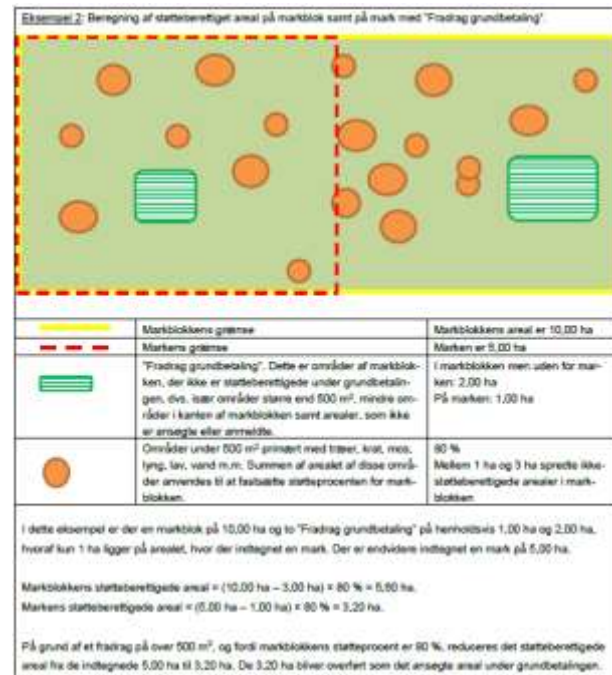 Eksempel 2: Beregning af støtteberettiget areal på markblok samt på mark med "Fradrag grundbetaling".
Markblokkens grænse
Markblokkens areal er 10,00 ha
Markens grænse
Marken er 5,00 ha
"Fradrag grundbetaling". Dette er områder af markblok-
ken, der ikke er støtteberettigede under grundbetalin-
gen, dvs. især områder større end 500 m², mindre om-
råder i kanten af markblokken samt arealer, som ikke
er ansøgte eller anmeldte.
I markblokken men uden for mar-
ken: 2,00 ha
På marken: 1,00 ha
Områder under 500 m² primært med træer, krat, mos,
lyng, lav, vand m.m. Summen af arealet af disse områ-
der anvendes til at fastsætte støtteprocenten for mark-
blokken.
80 %
Mellem 1 ha og 3 ha spredte ikke-
støtteberettigede arealer i mark-
blokken
I dette eksempel er der en markblok på 10,00 ha og to "Fradrag grundbetaling" på henholdsvis 1,00 ha og 2,00 ha,
hvoraf kun 1 ha ligger på arealet, hvor der indtegnet en mark. Der er endvidere indtegnet en mark på 5,00 ha.
Markblokkens støtteberettigede areal = (10,00 ha – 3,00 ha) × 80 % = 5,60 ha.
Markens støtteberettigede areal = (5,00 ha – 1,00 ha) × 80 % = 3,20 ha.
På grund af et fradrag på over 500 m², og fordi markblokkens støtteprocent er 80 %, reduceres det støtteberettigede
areal fra de indtegnede 5,00 ha til 3,20 ha. De 3,20 ha bliver overført som det ansøgte areal under grundbetalingen.